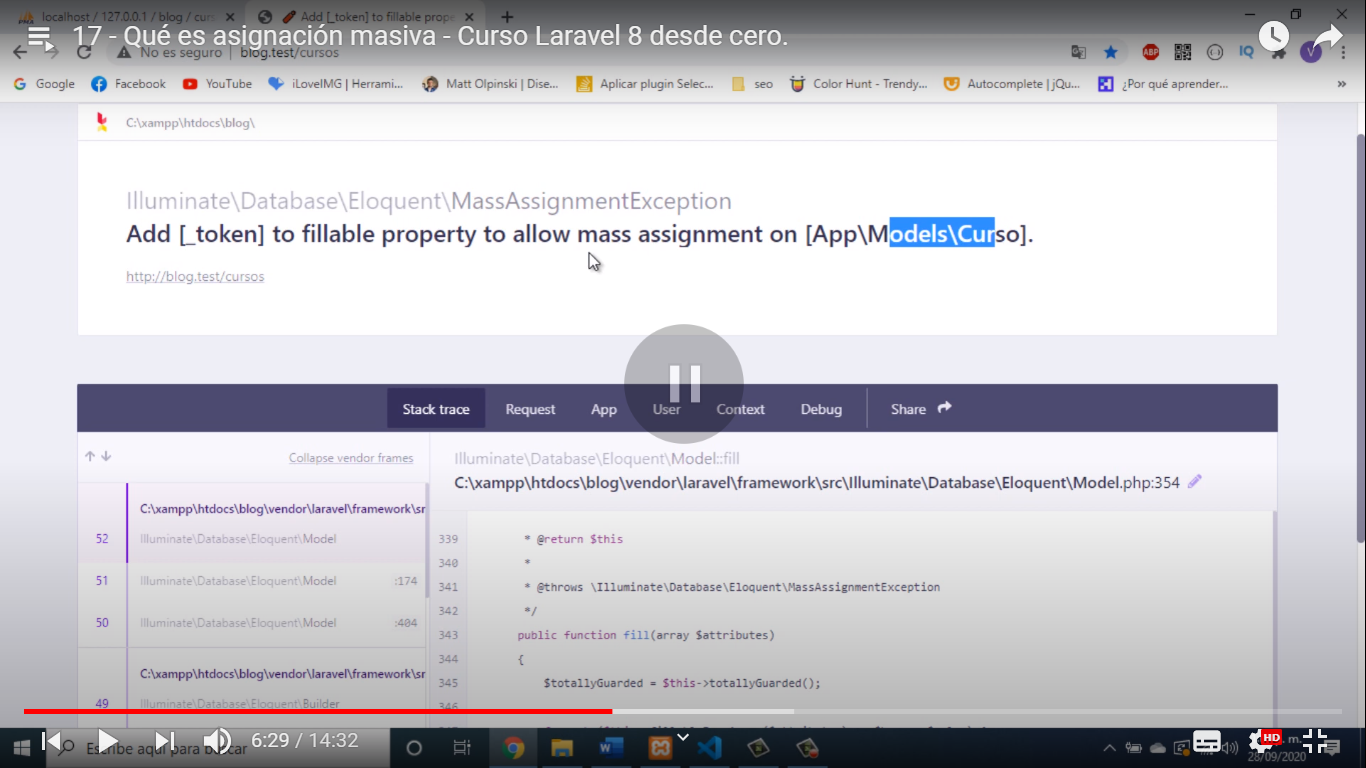 localhost / 127.0.0.1 / blog / curs
Add [_token] to fillable prope
17 - Qué es asignación masiva - Curso Laravel 8 desde cero.
No es seguro | blog.test/cursos
ABP
IQ
V
Google
Facebook
YouTube
iLoveIMG | Herrami...
Matt Olpinski | Dise...
Aplicar plugin Selec...
seo
Color Hunt - Trendy...
Autocomplete | jQu...
¿Por qué aprender...
C:\xampp\htdocs\blog\
Illuminate\Database\Eloquent\MassAssignmentException
Add [_token] to fillable property to allow mass assignment on [App\Models\Curso].
http://blog.test/cursos
Stack trace
Request
App
User
Context
Debug
Share
Collapse vendor frames
Illuminate\Database\Eloquent\Model::fill
C:\xampp\htdocs\blog\vendor\laravel\framework\src\Illuminate\Database\Eloquent\Model.php:354
C:\xampp\htdocs\blog\vendor\laravel\framework\sr
52 Illuminate\Database\Eloquent\Model
51 Illuminate\Database\Eloquent\Model :174
50 Illuminate\Database\Eloquent\Model :404
C:\xampp\htdocs\blog\vendor\laravel\framework\sr
49 Illuminate\Database\Eloquent\Builder
339 * @return $this
340 *
341 * @throws \Illuminate\Database\Eloquent\MassAssignmentException
342 */
343 public function fill(array $attributes)
344 {
345 $totallyGuarded = $this->totallyGuarded();
346
Escribe aquí para buscar
6:29 / 14:32
HD
28/09/2020